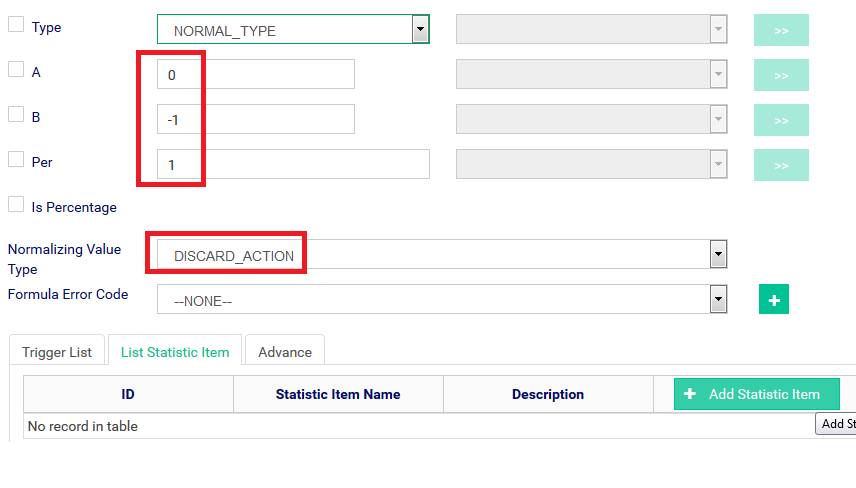 Type NORMAL_TYPE >>
A 0 >>
B -1 >>
Per 1 >>
Is Percentage
Normalizing Value
Type
DISCARD_ACTION
Formula Error Code --NONE-- +
Trigger List List Statistic Item Advance
ID Statistic Item Name Description + Add Statistic Item
No record in table
Add St